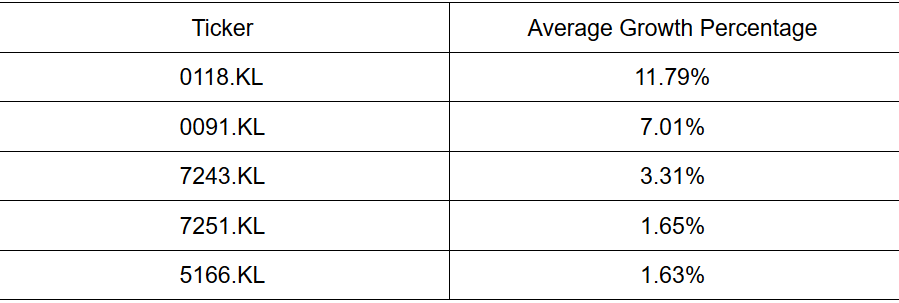 Ticker Average Growth Percentage
0118.KL 11.79%
0091.KL 7.01%
7243.KL 3.31%
7251.KL 1.65%
5166.KL 1.63%